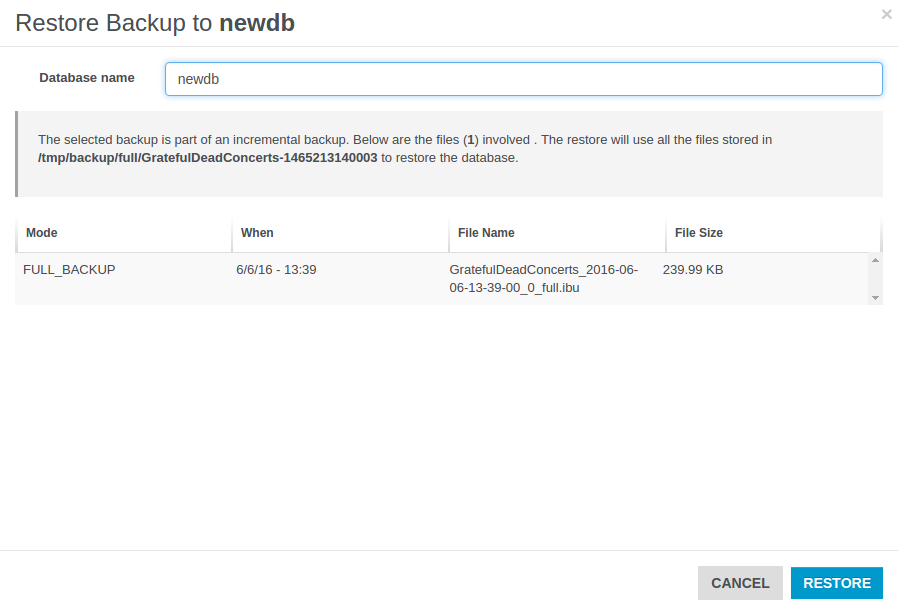 Restore Backup to newdb
×
Database name
newdb
The selected backup is part of an incremental backup. Below are the files (1) involved . The restore will use all the files stored in
/tmp/backup/full/GratefulDeadConcerts-1465213140003 to restore the database.
Mode When File Name File Size
FULL_BACKUP 6/6/16 - 13:39 GratefulDeadConcerts_2016-06- 239.99 KB
06-13-39-00_0_full.ibu
CANCEL RESTORE